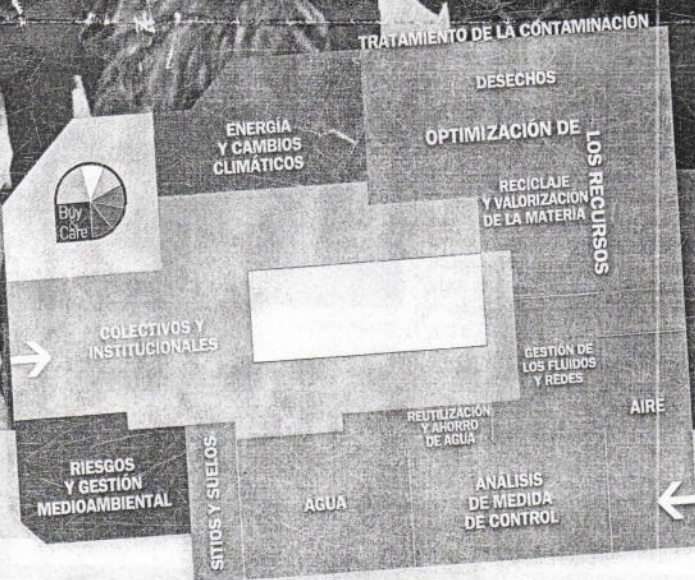 TRATAMIENTO DE LA CONTAMINACIÓN
DESECHOS
ENERGÍA
Y CAMBIOS
CLIMÁTICOS
OPTIMIZACIÓN DE
LOS RECURSOS
RECICLAJE
Y VALORIZACIÓN
DE LA MATERIA
Buy
&
Care
COLECTIVOS Y
INSTITUCIONALES
GESTIÓN DE
LOS FLUIDOS
Y REDES
REUTILIZACIÓN
Y AHORRO
DE AGUA
AIRE
RIESGOS
Y GESTIÓN
MEDIOAMBIENTAL
SITIOS Y SUELOS
AGUA
ANÁLISIS
DE MEDIDA
DE CONTROL